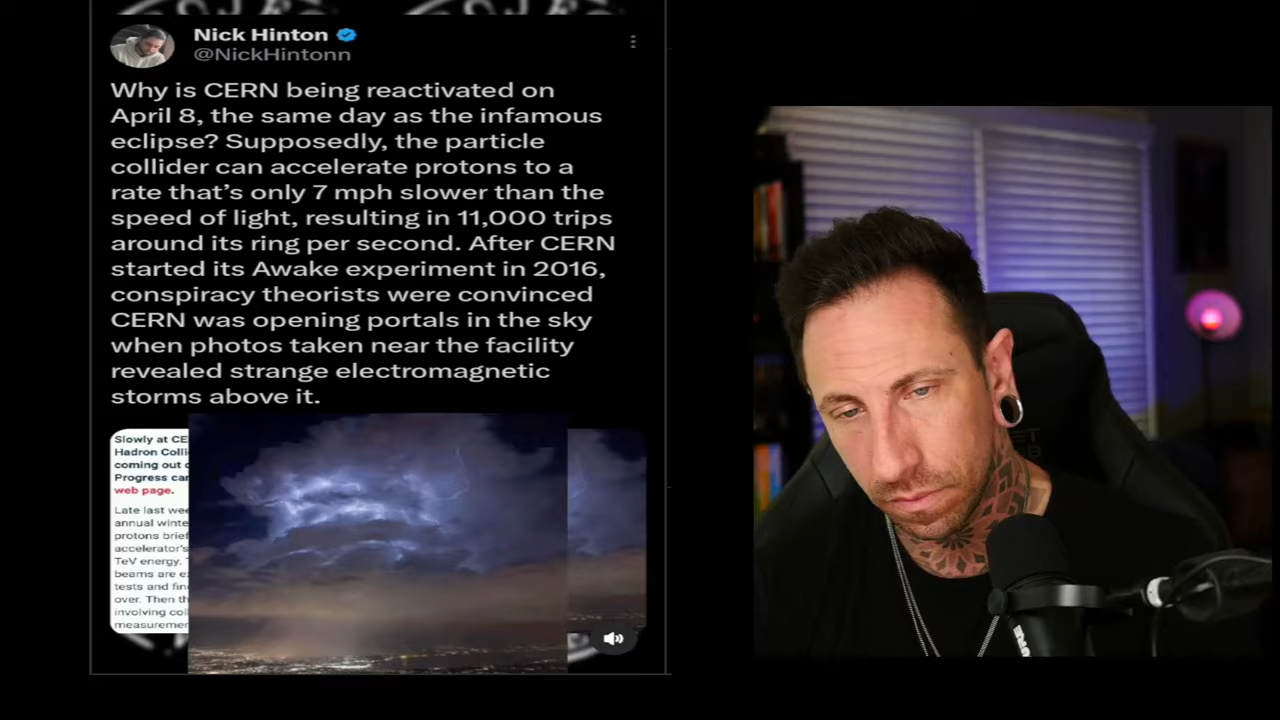 Nick Hinton
@NickHintonn
Why is CERN being reactivated on
April 8, the same day as the infamous
eclipse? Supposedly, the particle
collider can accelerate protons to a
rate that's only 7 mph slower than the
speed of light, resulting in 11,000 trips
around its ring per second. After CERN
started its Awake experiment in 2016,
conspiracy theorists were convinced
CERN was opening portals in the sky
when photos taken near the facility
revealed strange electromagnetic
storms above it.
Slowly at CE
Hadron Colli
coming out
Progress car
web page.
Late last wee
annual winte
protons brief
accelerator's
TeV energy.
beams are e
tests and fin
over. Then th
involving col
measuremer